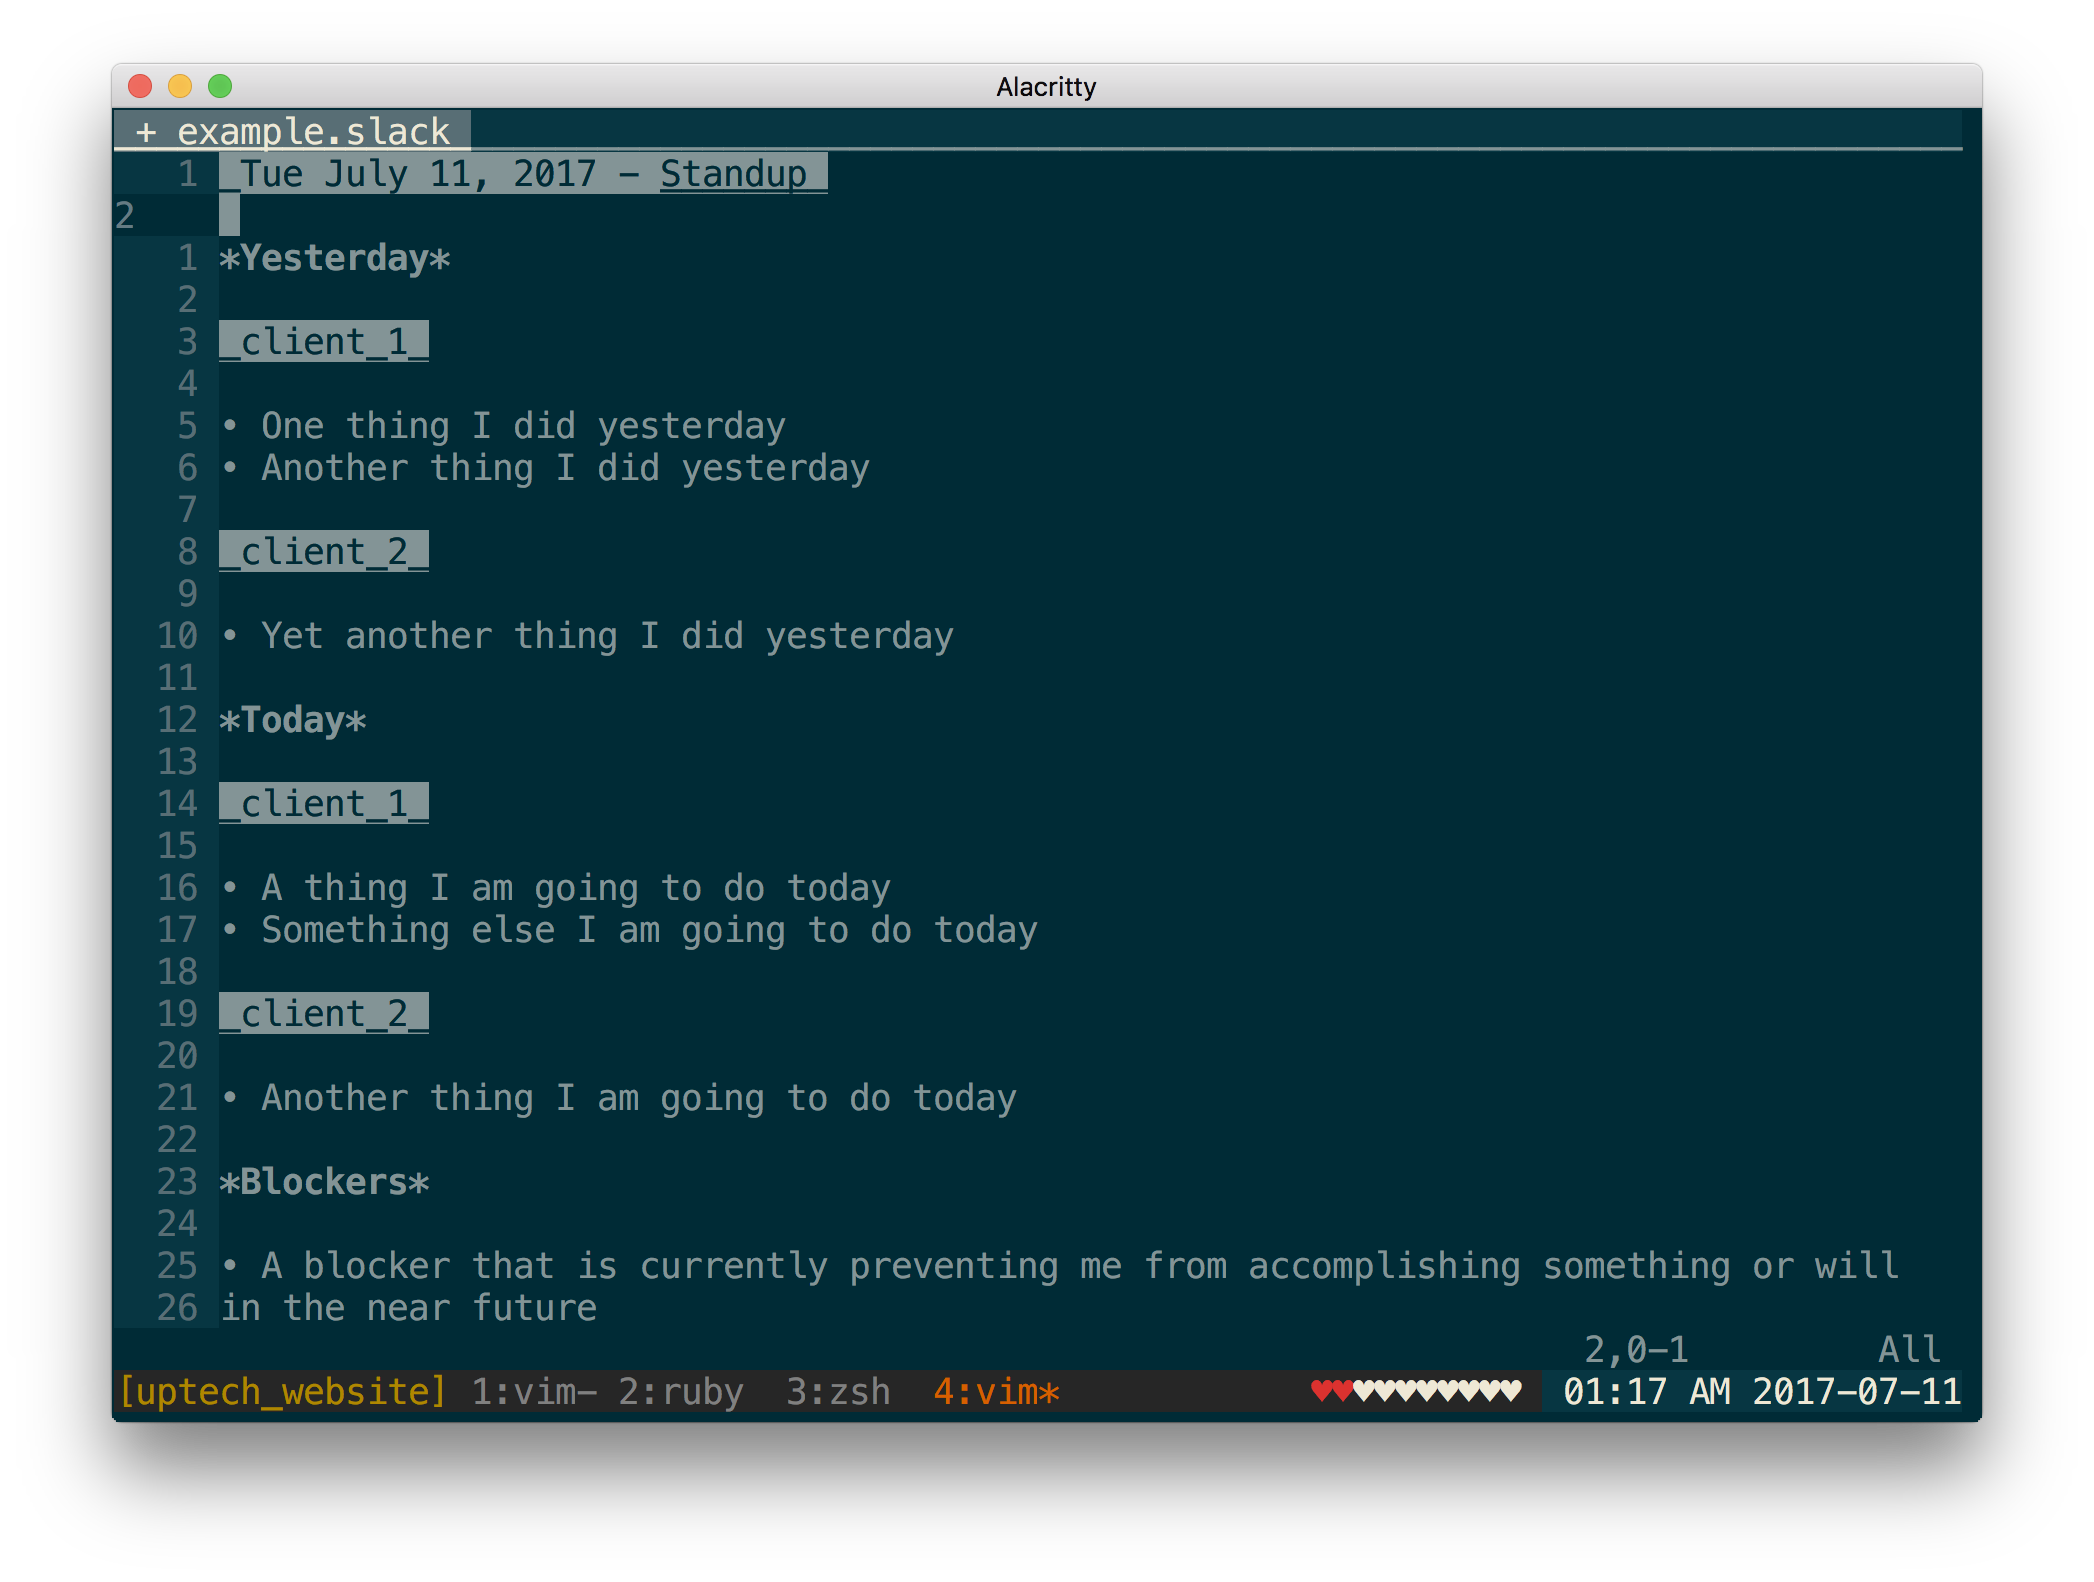 Alacritty
+ example.slack
1 _Tue July 11, 2017 - Standup_
2
1 *Yesterday*
2
3 _client_1_
4
5 • One thing I did yesterday
6 • Another thing I did yesterday
7
8 _client_2_
9
10 • Yet another thing I did yesterday
11
12 *Today*
13
14 _client_1_
15
16 • A thing I am going to do today
17 • Something else I am going to do today
18
19 _client_2_
20
21 • Another thing I am going to do today
22
23 *Blockers*
24
25 • A blocker that is currently preventing me from accomplishing something or will
26 in the near future
2,0-1 All
[uptech_website] 1:vim- 2:ruby 3:zsh 4:vim* ♥♥♥♥♥♥♥♥♥♥ 01:17 AM 2017-07-11